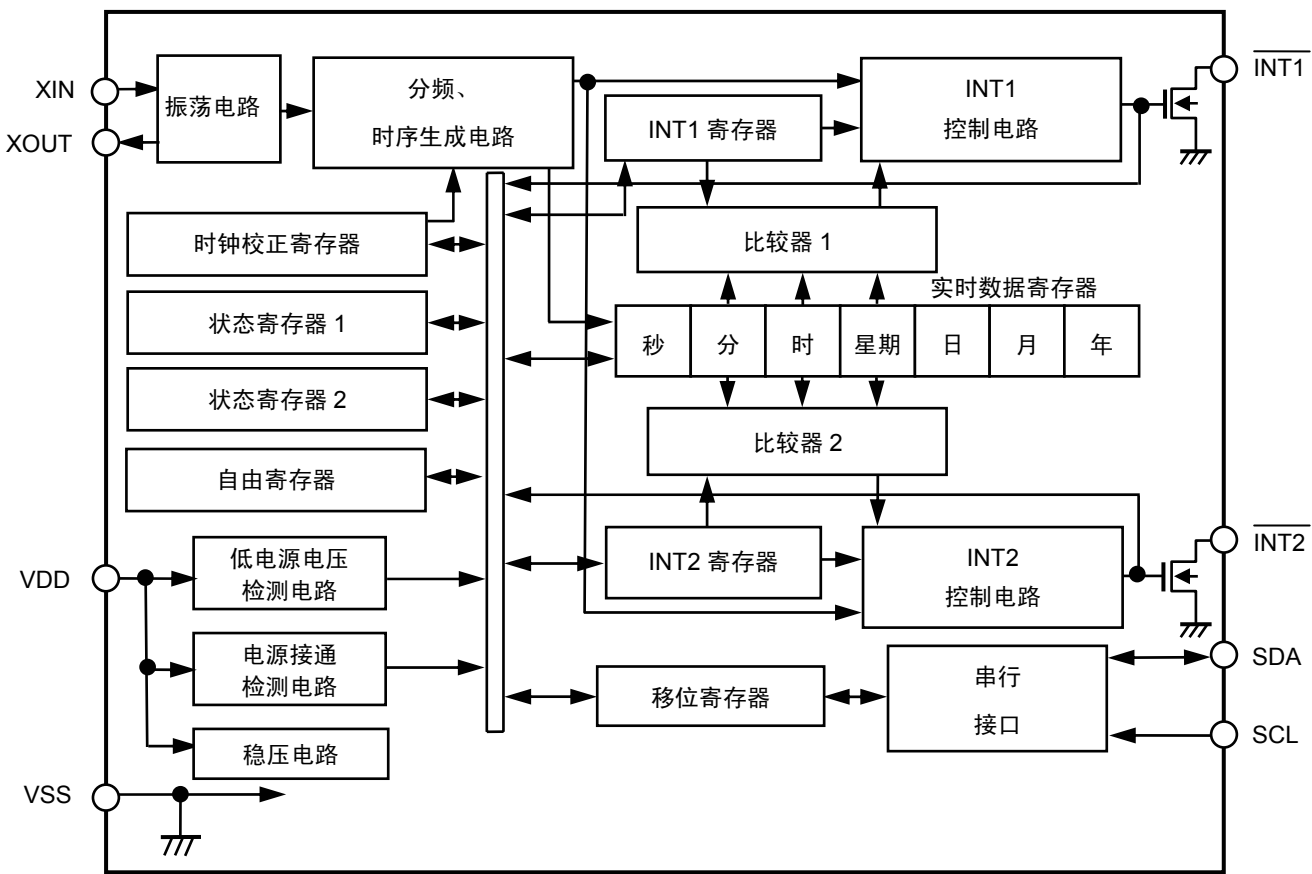 XIN
XOUT
振荡电路
分频、
时序生成电路
INT1 寄存器
INT1
控制电路
INT1
时钟校正寄存器
比较器 1
实时数据寄存器
状态寄存器 1
秒 分 时 星期 日 月 年
状态寄存器 2
比较器 2
自由寄存器
VDD
低电源电压
检测电路
INT2 寄存器
INT2
控制电路
INT2
电源接通
检测电路
移位寄存器
串行
接口
SDA
SCL
稳压电路
VSS